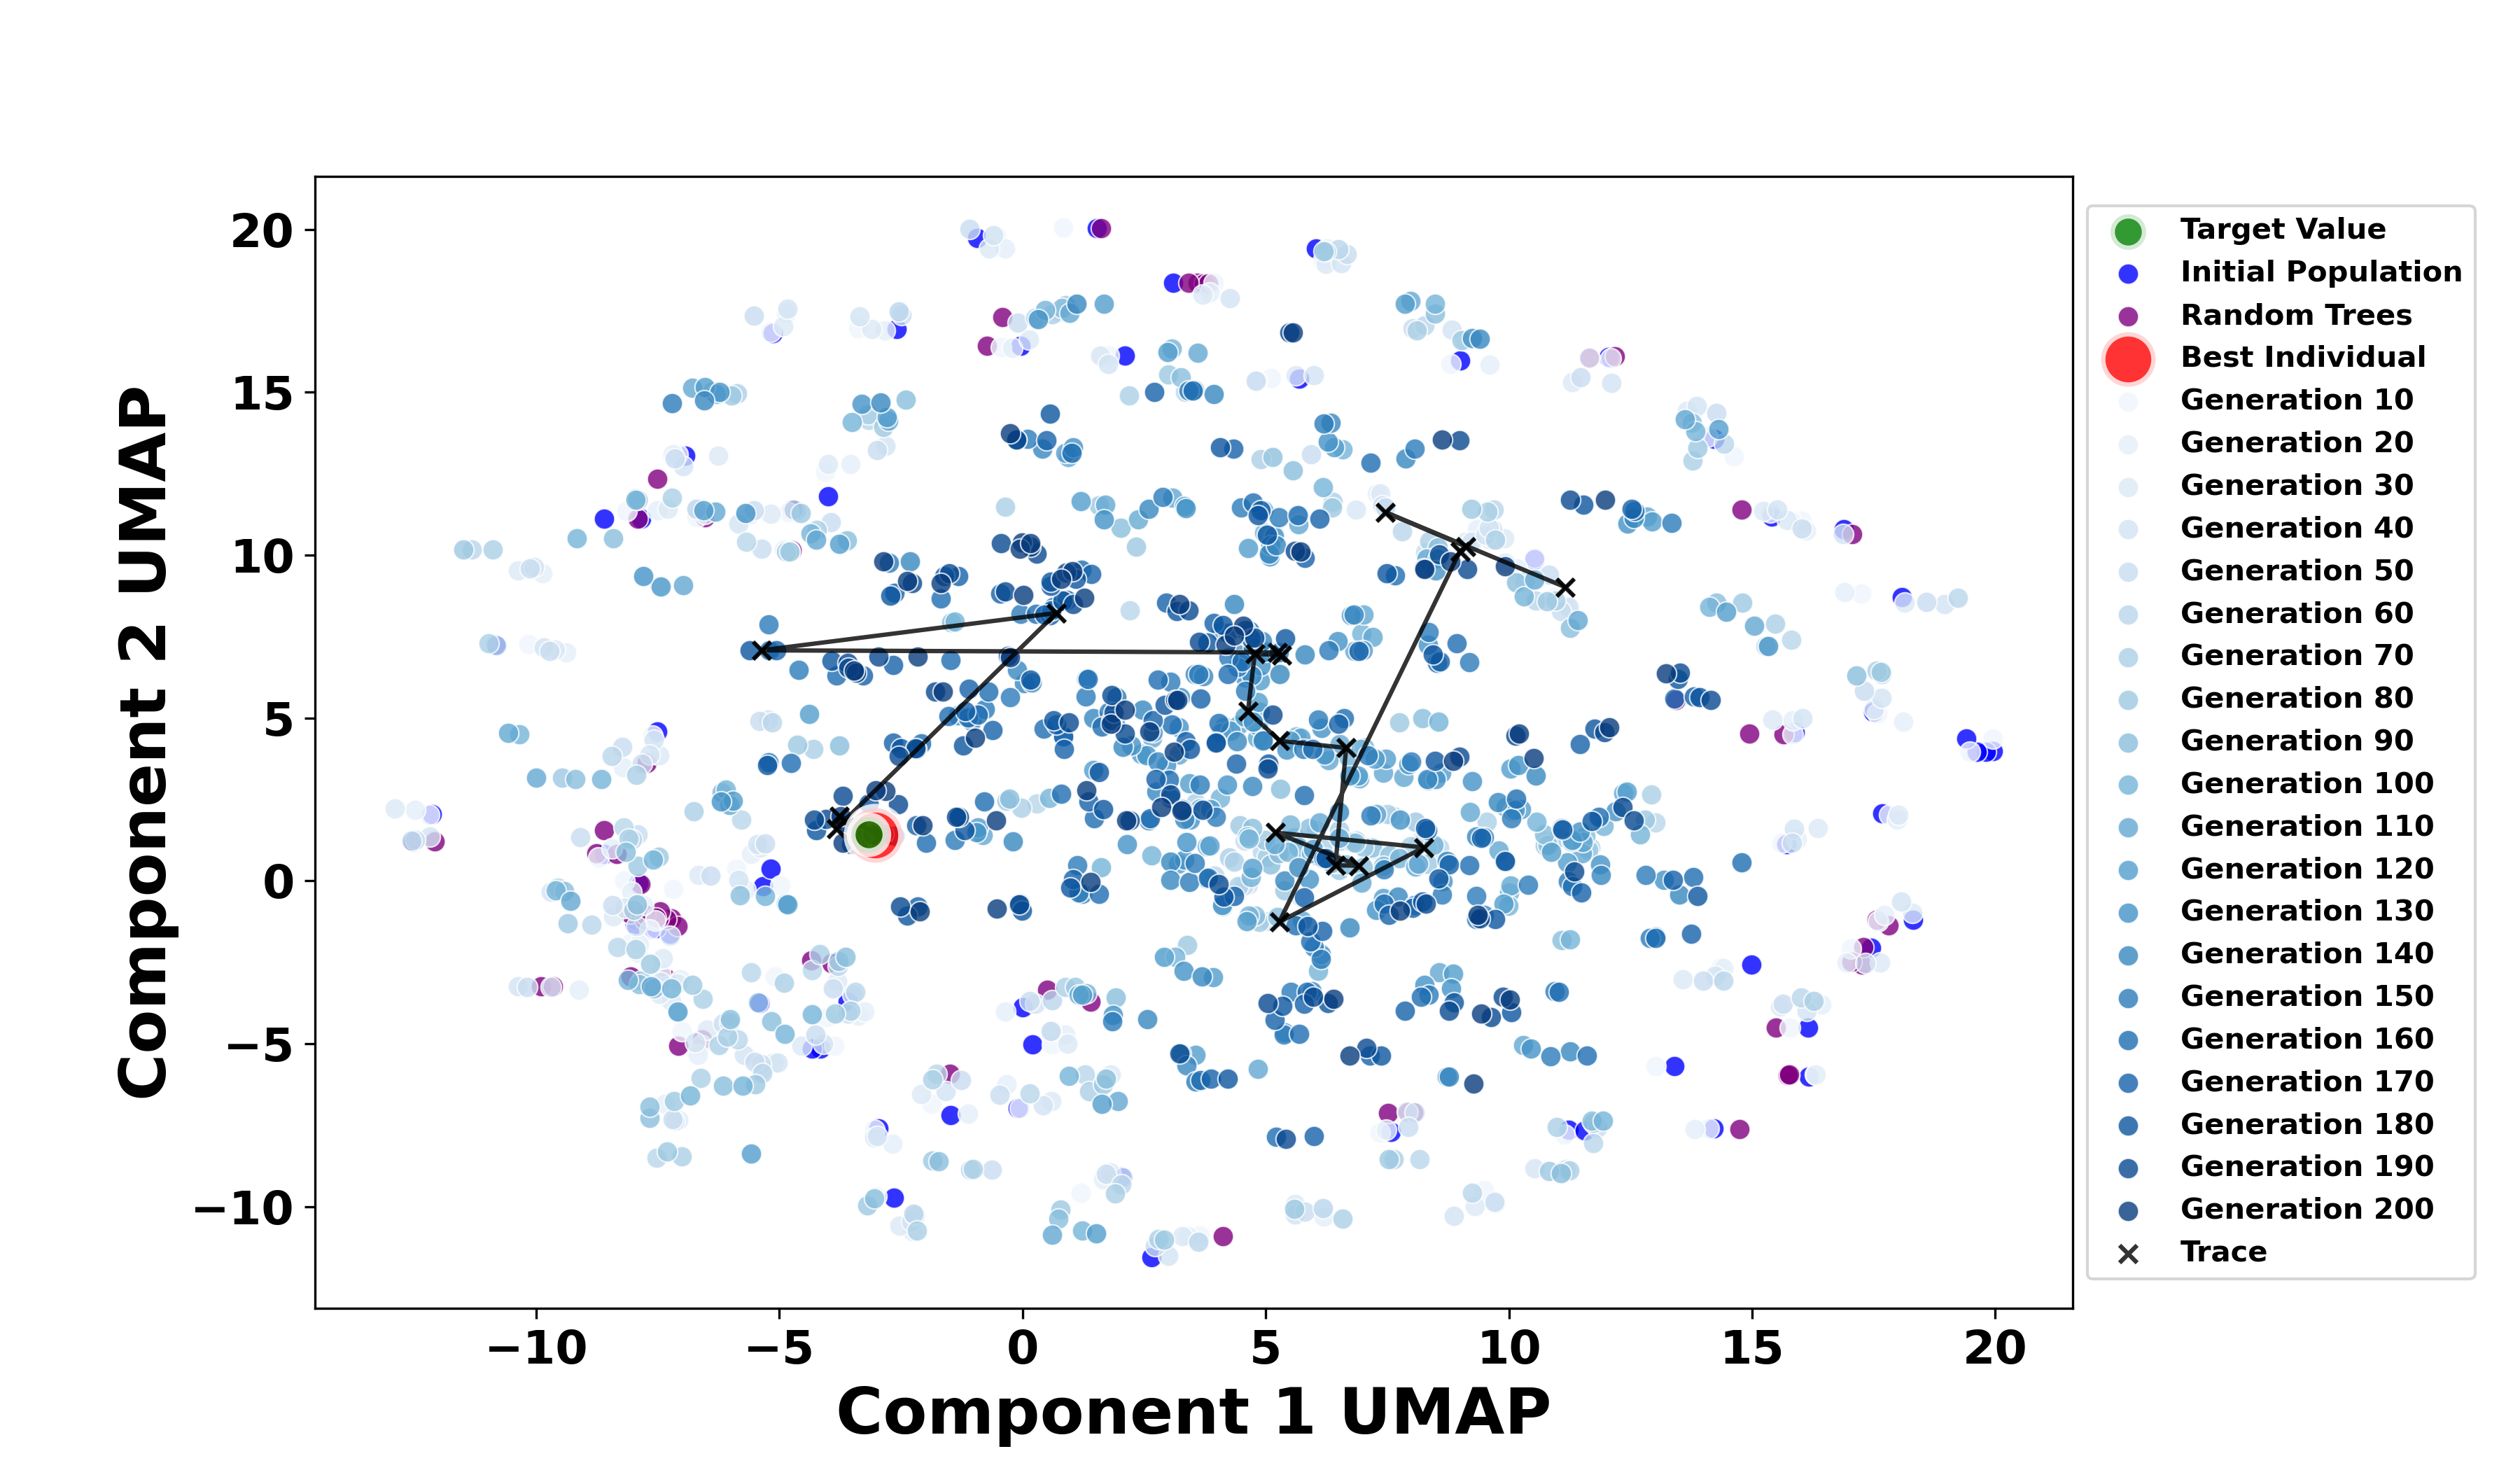 20
15
10
5
0
−5
−10
−10
−5
0
5
10
15
20
Component 2 UMAP
Component 1 UMAP
Target Value
Initial Population
Random Trees
Best Individual
Generation 10
Generation 20
Generation 30
Generation 40
Generation 50
Generation 60
Generation 70
Generation 80
Generation 90
Generation 100
Generation 110
Generation 120
Generation 130
Generation 140
Generation 150
Generation 160
Generation 170
Generation 180
Generation 190
Generation 200
Trace